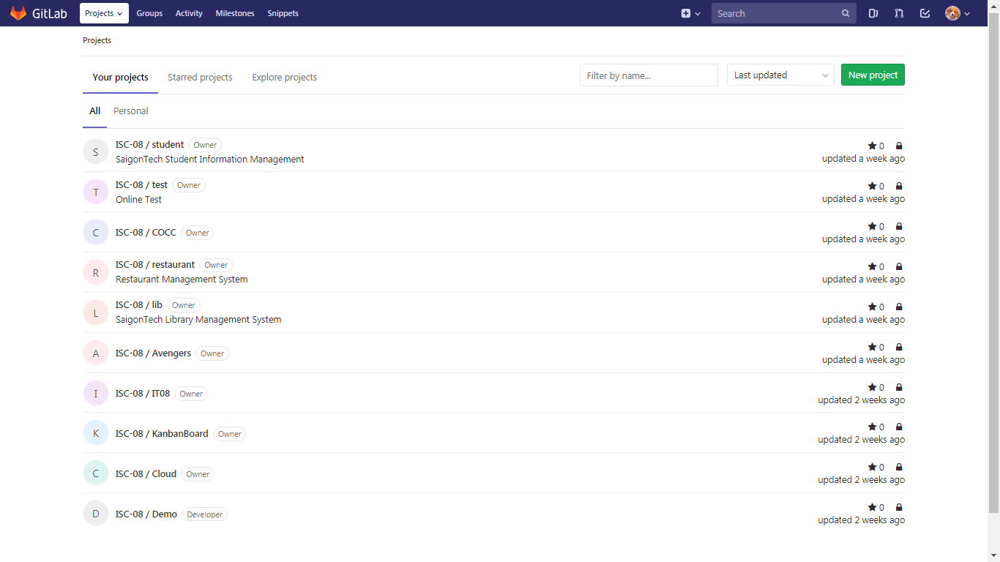 GitLab Projects Groups Activity Milestones Snippets Search
Projects
Your projects Starred projects Explore projects Filter by name... Last updated New project
All Personal
S ISC-08 / student Owner 0
SaigonTech Student Information Management updated a week ago
T ISC-08 / test Owner 0
Online Test updated a week ago
C ISC-08 / COCC Owner 0
updated a week ago
R ISC-08 / restaurant Owner 0
Restaurant Management System updated a week ago
L ISC-08 / lib Owner 0
SaigonTech Library Management System updated a week ago
A ISC-08 / Avengers Owner 0
updated a week ago
I ISC-08 / IT08 Owner 0
updated 2 weeks ago
K ISC-08 / KanbanBoard Owner 0
updated 2 weeks ago
C ISC-08 / Cloud Owner 0
updated 2 weeks ago
D ISC-08 / Demo Developer 0
updated 2 weeks ago